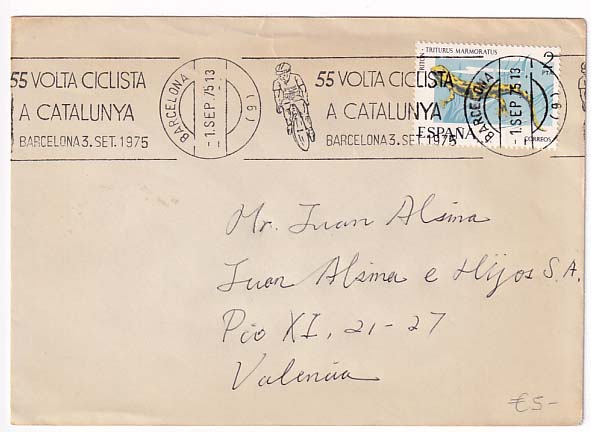 55 VOLTA CICLISTA
A CATALUNYA
BARCELONA 3. SET. 1975
BARCELONA
-1.SEP.75 13
(9)
55 VOLTA CICLISTA
A CATALUNYA
BARCELONA 3. SET. 1975
TRITON - TRITURUS MARMORATUS
2
PTA
ESPAÑA
CORREOS
BARCELONA
-1.SEP.75 13
(9)
Mr. Juan Alsina
Juan Alsina e Hijos S.A.
Pio XI, 21-27
Valencia
€5-